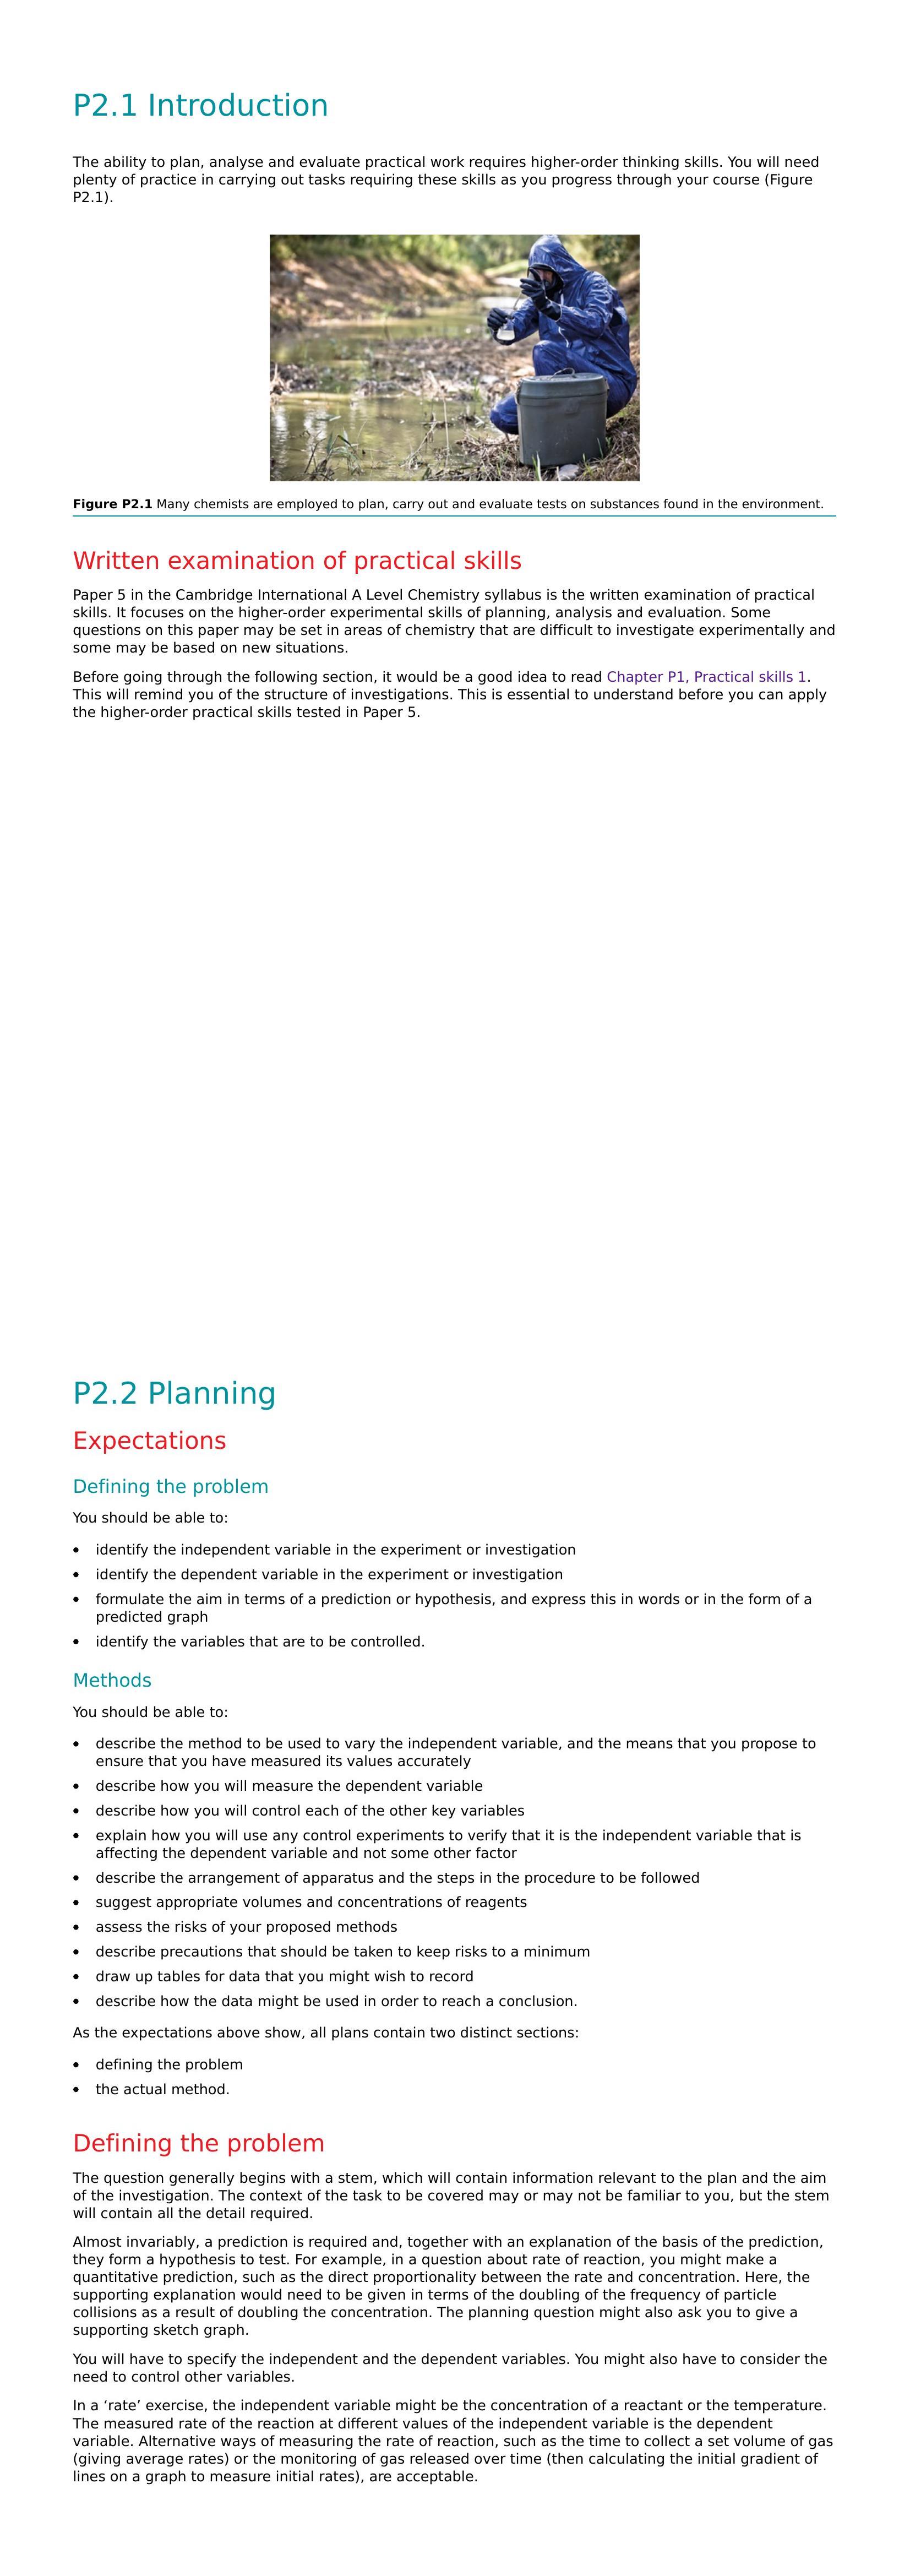 P2.1 Introduction
The ability to plan, analyse and evaluate practical work requires higher-order thinking skills. You will need
plenty of practice in carrying out tasks requiring these skills as you progress through your course (Figure
P2.1).
Figure P2.1 Many chemists are employed to plan, carry out and evaluate tests on substances found in the environment.
Written examination of practical skills
Paper 5 in the Cambridge International A Level Chemistry syllabus is the written examination of practical
skills. It focuses on the higher-order experimental skills of planning, analysis and evaluation. Some
questions on this paper may be set in areas of chemistry that are difficult to investigate experimentally and
some may be based on new situations.
Before going through the following section, it would be a good idea to read Chapter P1, Practical skills 1.
This will remind you of the structure of investigations. This is essential to understand before you can apply
the higher-order practical skills tested in Paper 5.
P2.2 Planning
Expectations
Defining the problem
You should be able to:
• identify the independent variable in the experiment or investigation
• identify the dependent variable in the experiment or investigation
• formulate the aim in terms of a prediction or hypothesis, and express this in words or in the form of a
predicted graph
• identify the variables that are to be controlled.
Methods
You should be able to:
• describe the method to be used to vary the independent variable, and the means that you propose to
ensure that you have measured its values accurately
• describe how you will measure the dependent variable
• describe how you will control each of the other key variables
• explain how you will use any control experiments to verify that it is the independent variable that is
affecting the dependent variable and not some other factor
• describe the arrangement of apparatus and the steps in the procedure to be followed
• suggest appropriate volumes and concentrations of reagents
• assess the risks of your proposed methods
• describe precautions that should be taken to keep risks to a minimum
• draw up tables for data that you might wish to record
• describe how the data might be used in order to reach a conclusion.
As the expectations above show, all plans contain two distinct sections:
• defining the problem
• the actual method.
Defining the problem
The question generally begins with a stem, which will contain information relevant to the plan and the aim
of the investigation. The context of the task to be covered may or may not be familiar to you, but the stem
will contain all the detail required.
Almost invariably, a prediction is required and, together with an explanation of the basis of the prediction,
they form a hypothesis to test. For example, in a question about rate of reaction, you might make a
quantitative prediction, such as the direct proportionality between the rate and concentration. Here, the
supporting explanation would need to be given in terms of the doubling of the frequency of particle
collisions as a result of doubling the concentration. The planning question might also ask you to give a
supporting sketch graph.
You will have to specify the independent and the dependent variables. You might also have to consider the
need to control other variables.
In a ‘rate’ exercise, the independent variable might be the concentration of a reactant or the temperature.
The measured rate of the reaction at different values of the independent variable is the dependent
variable. Alternative ways of measuring the rate of reaction, such as the time to collect a set volume of gas
(giving average rates) or the monitoring of gas released over time (then calculating the initial gradient of
lines on a graph to measure initial rates), are acceptable.